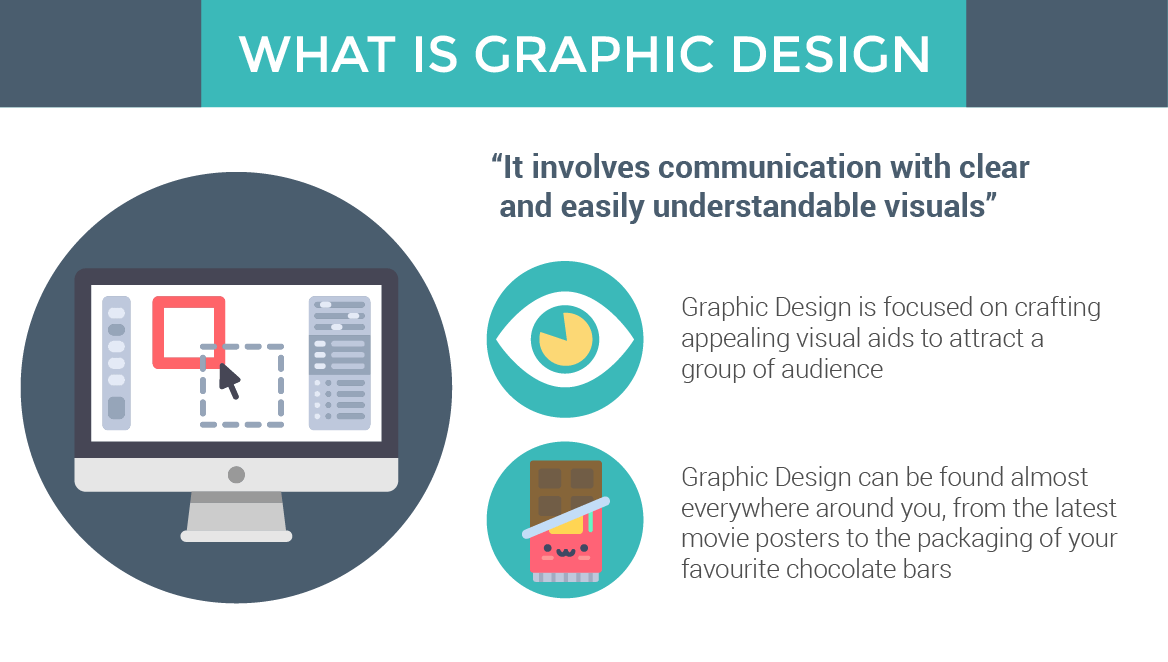 WHAT IS GRAPHIC DESIGN
“It involves communication with clear
and easily understandable visuals”
Graphic Design is focused on crafting
appealing visual aids to attract a
group of audience
Graphic Design can be found almost
everywhere around you, from the latest
movie posters to the packaging of your
favourite chocolate bars